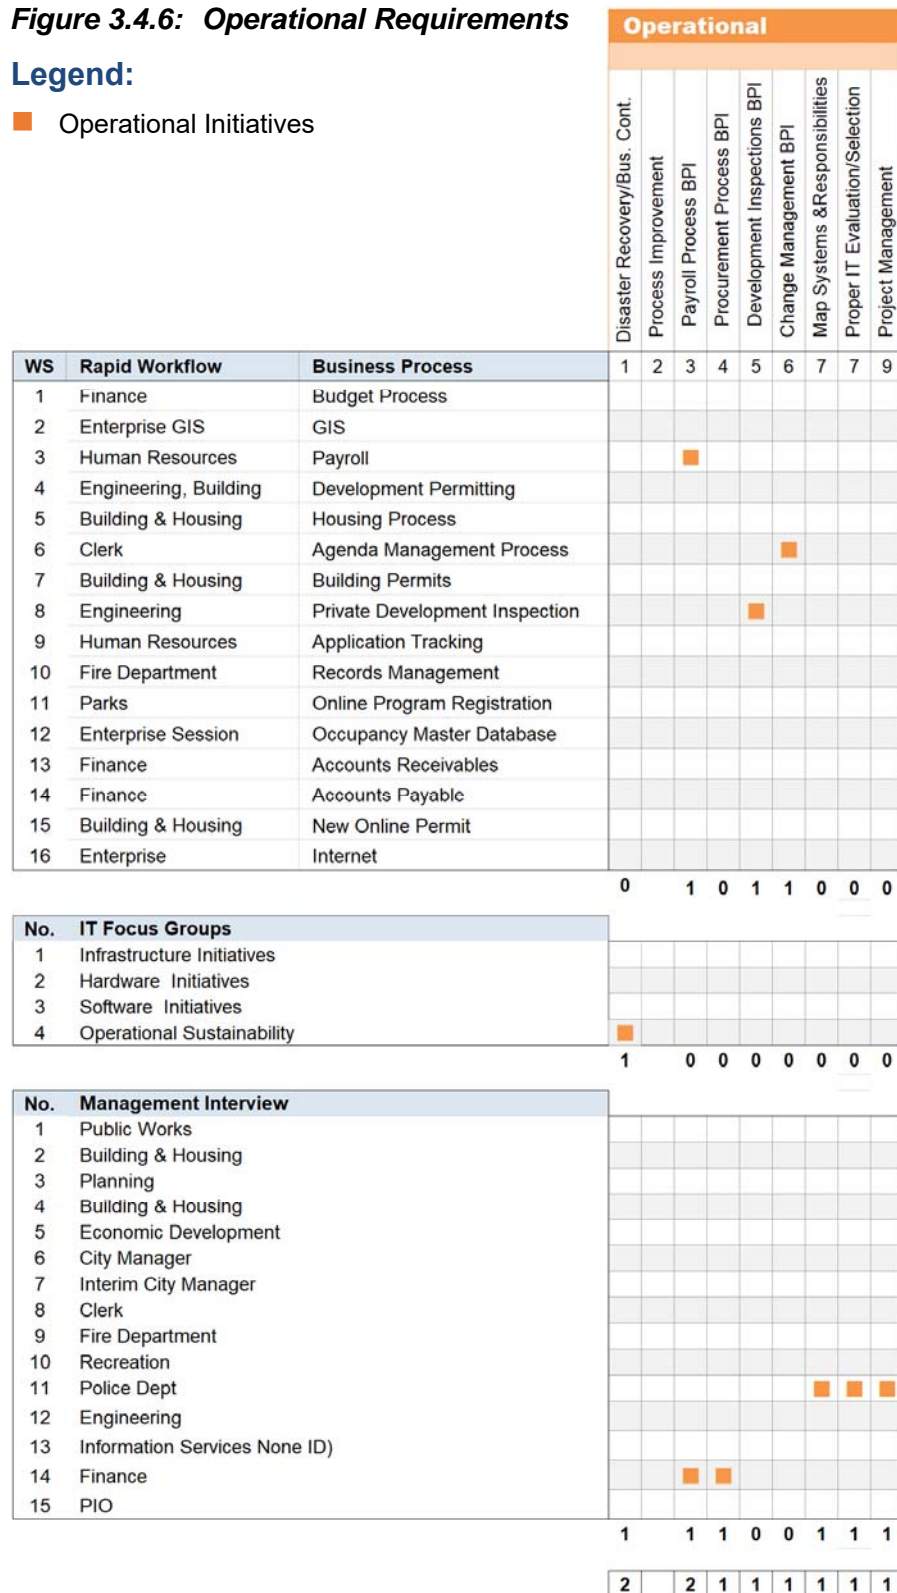 Figure 3.4.6: Operational Requirements
Operational
Legend:
Operational Initiatives
Disaster Recovery/Bus. Cont.
Process Improvement
Payroll Process BPI
Procurement Process BPI
Development Inspections BPI
Change Management BPI
Map Systems &Responsibilities
Proper IT Evaluation/Selection
Project Management
WS Rapid Workflow Business Process 1 2 3 4 5 6 7 7 9
1 Finance Budget Process
2 Enterprise GIS GIS
3 Human Resources Payroll
4 Engineering, Building Development Permitting
5 Building & Housing Housing Process
6 Clerk Agenda Management Process
7 Building & Housing Building Permits
8 Engineering Private Development Inspection
9 Human Resources Application Tracking
10 Fire Department Records Management
11 Parks Online Program Registration
12 Enterprise Session Occupancy Master Database
13 Finance Accounts Receivables
14 Finance Accounts Payable
15 Building & Housing New Online Permit
16 Enterprise Internet
0 1 0 1 1 0 0 0
No. IT Focus Groups
1 Infrastructure Initiatives
2 Hardware Initiatives
3 Software Initiatives
4 Operational Sustainability
1 0 0 0 0 0 0 0
No. Management Interview
1 Public Works
2 Building & Housing
3 Planning
4 Building & Housing
5 Economic Development
6 City Manager
7 Interim City Manager
8 Clerk
9 Fire Department
10 Recreation
11 Police Dept
12 Engineering
13 Information Services None ID)
14 Finance
15 PIO
1 1 1 0 0 1 1 1
2 2 1 1 1 1 1 1